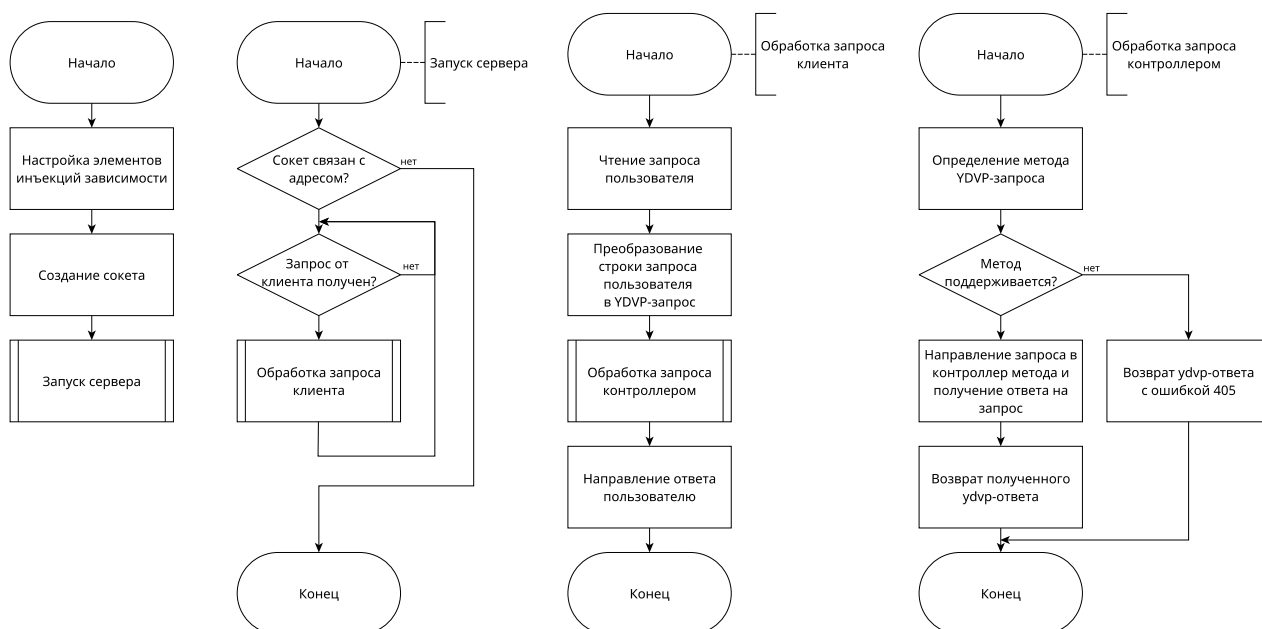 Начало
Настройка элементов
инъекций зависимости
Создание сокета
Запуск сервера
Начало
Запуск сервера
Сокет связан с
адресом?
нет
Запрос от
клиента получен?
нет
Обработка запроса
клиента
Конец
Начало
Обработка запроса
клиента
Чтение запроса
пользователя
Преобразование
строки запроса
пользователя
в YDVP-запрос
Обработка запроса
контроллером
Направление ответа
пользователю
Конец
Начало
Обработка запроса
контроллером
Определение метода
YDVP-запроса
Метод
поддерживается?
нет
Направление запроса в
контроллер метода и
получение ответа на
запрос
Возврат ydvp-ответа
с ошибкой 405
Возврат полученного
ydvp-ответа
Конец